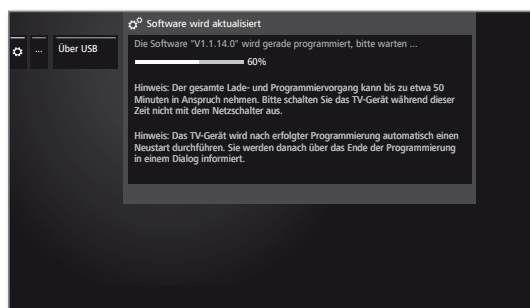 Software wird aktualisiert
... Über USB
Die Software "V1.1.14.0" wird gerade programmiert, bitte warten ...
60%
Hinweis: Der gesamte Lade- und Programmiervorgang kann bis zu etwa 50
Minuten in Anspruch nehmen. Bitte schalten Sie das TV-Gerät während dieser
Zeit nicht mit dem Netzschalter aus.
Hinweis: Das TV-Gerät wird nach erfolgter Programmierung automatisch einen
Neustart durchführen. Sie werden danach über das Ende der Programmierung
in einem Dialog informiert.